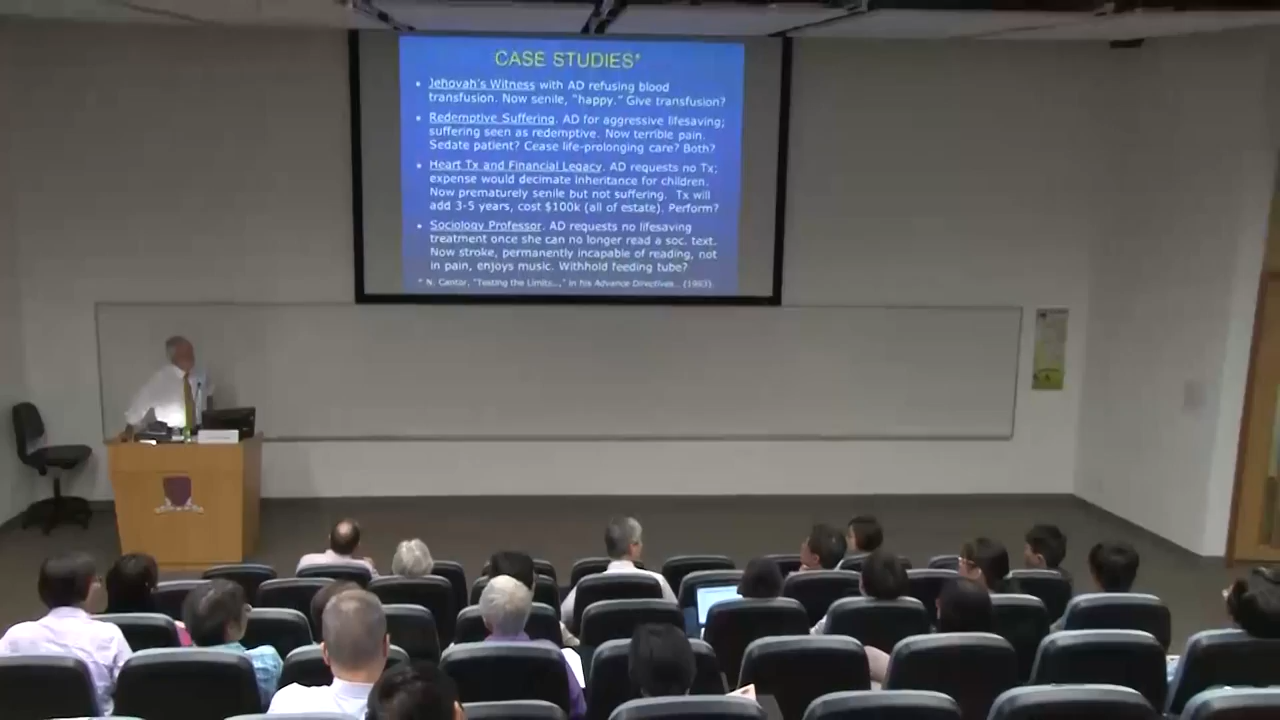 CASE STUDIES*
• Jehovah's Witness with AD refusing blood
transfusion. Now senile, "happy." Give transfusion?
• Redemptive Suffering. AD for aggressive lifesaving;
suffering seen as redemptive. Now terrible pain.
Sedate patient? Cease life-prolonging care? Both?
• Heart Tx and Financial Legacy. AD requests no Tx;
expense would decimate inheritance for children.
Now prematurely senile but not suffering. Tx will
add 3-5 years, cost $100k (all of estate). Perform?
• Sociology Professor. AD requests no lifesaving
treatment once she can no longer read a soc. text.
Now stroke, permanently incapable of reading, not
in pain, enjoys music. Withhold feeding tube?
* N. Cantor, "Testing the Limits...," in his Advance Directives... (1993).